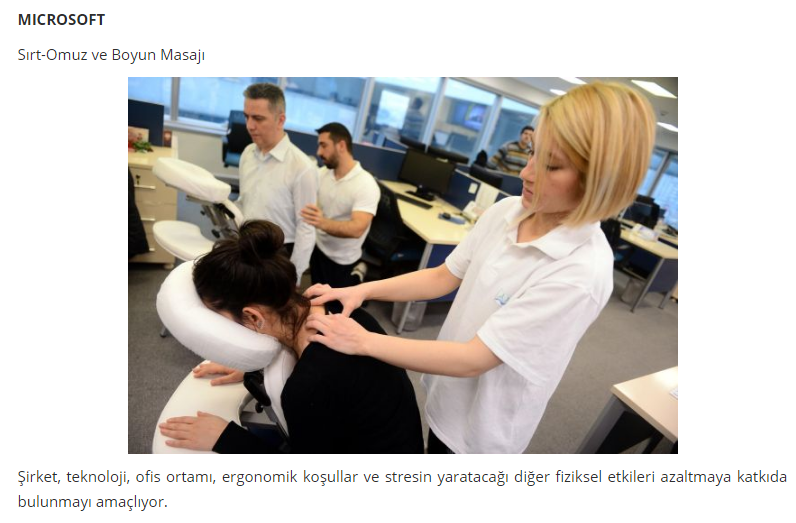 MICROSOFT
Sırt-Omuz ve Boyun Masajı
Şirket, teknoloji, ofis ortamı, ergonomik koşullar ve stresin yaratacağı diğer fiziksel etkileri azaltmaya katkıda
bulunmayı amaçlıyor.